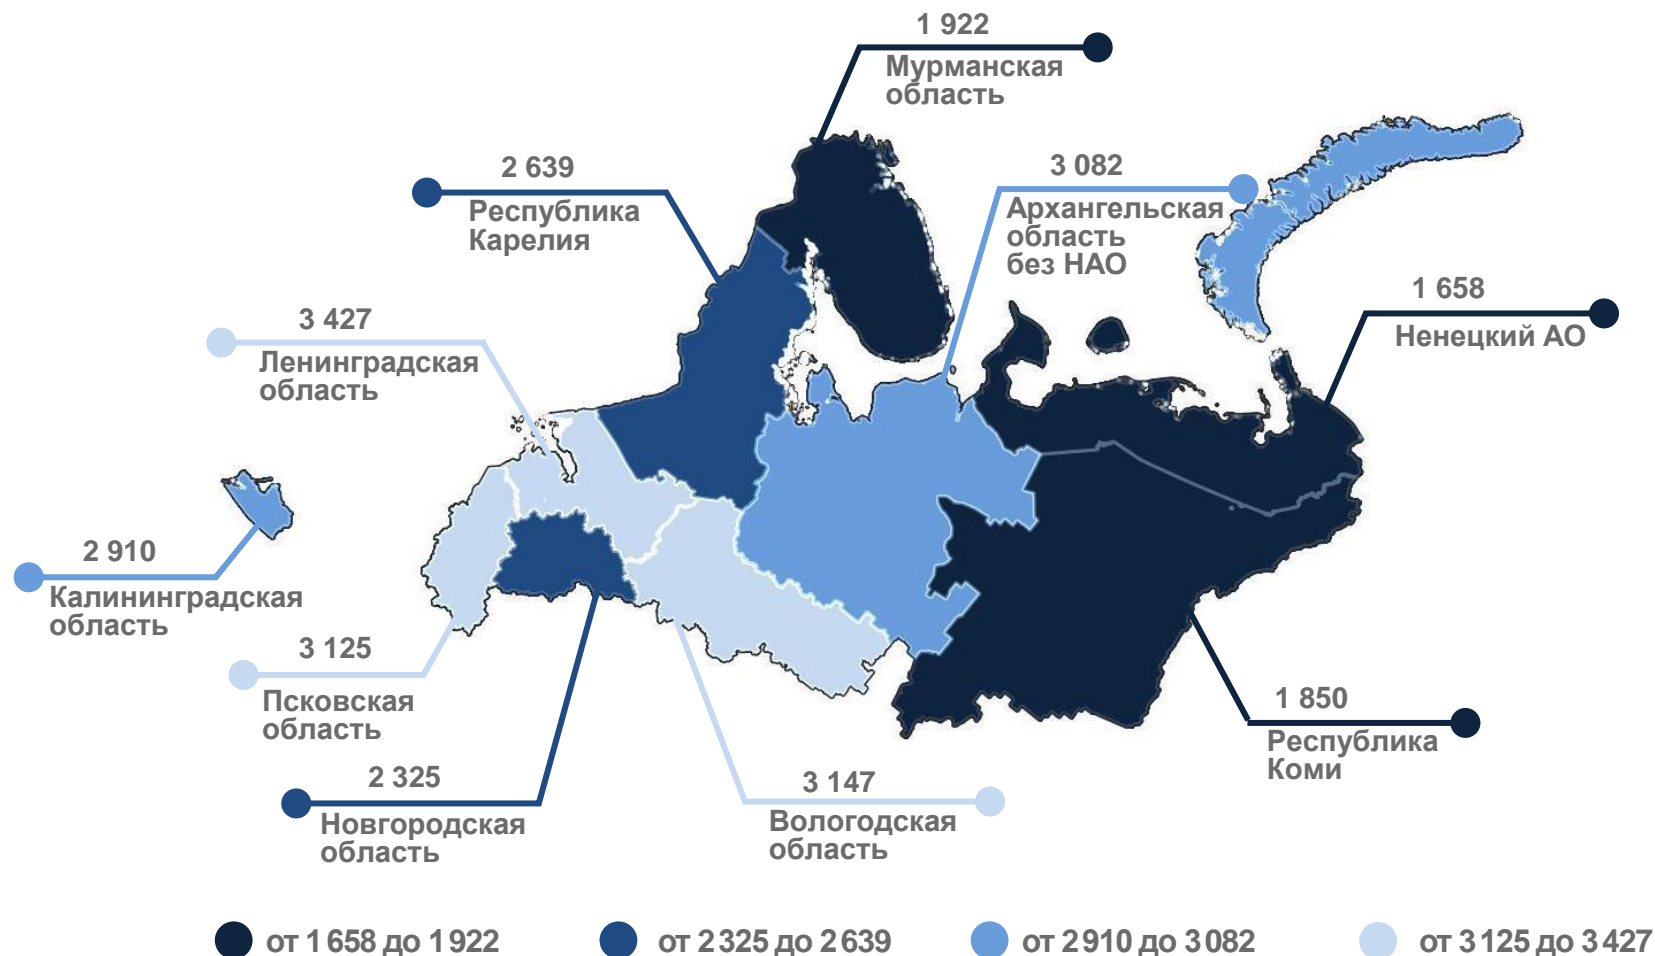 1 922
Мурманская
область
2 639
Республика
Карелия
3 082
Архангельская
область
без НАО
1 658
Ненецкий АО
3 427
Ленинградская
область
2 910
Калининградская
область
3 125
Псковская
область
1 850
Республика
Коми
2 325
Новгородская
область
3 147
Вологодская
область
от 1 658 до 1 922
от 2 325 до 2 639
от 2 910 до 3 082
от 3 125 до 3 427